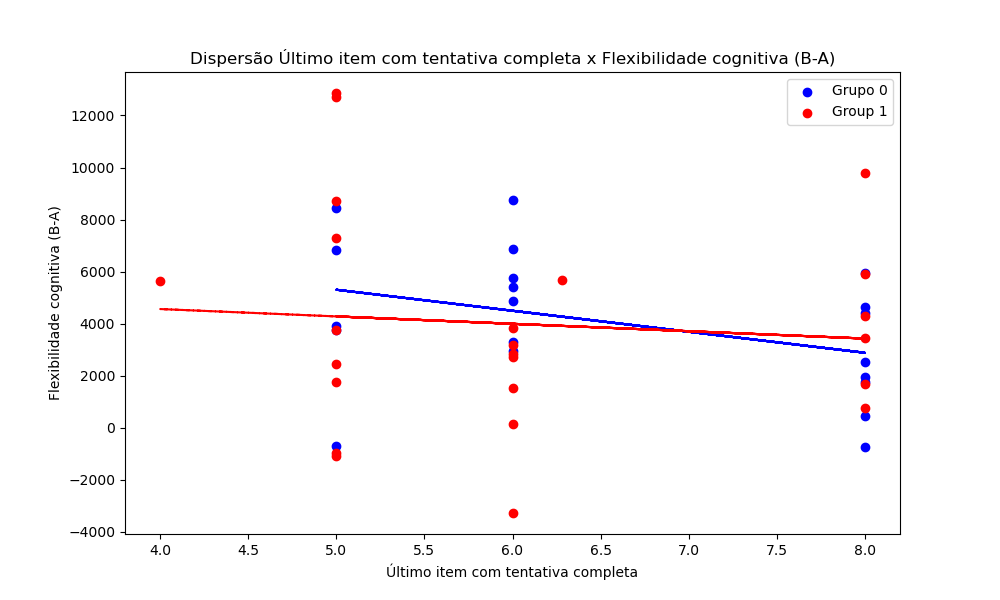 Dispersão Último item com tentativa completa x Flexibilidade cognitiva (B-A)
Grupo 0
Group 1
Flexibilidade cognitiva (B-A)
12000
10000
8000
6000
4000
2000
0
−2000
−4000
4.0 4.5 5.0 5.5 6.0 6.5 7.0 7.5 8.0
Último item com tentativa completa